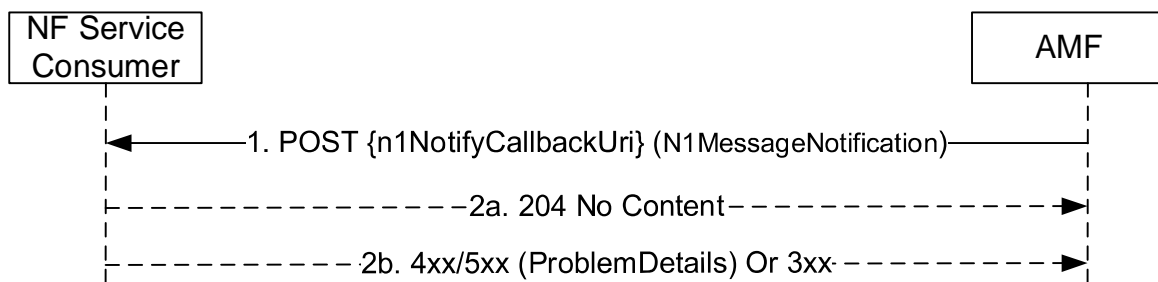 NF Service
Consumer
AMF
1. POST {n1NotifyCallbackUri} (N1MessageNotification)
2a. 204 No Content
2b. 4xx/5xx (ProblemDetails) Or 3xx